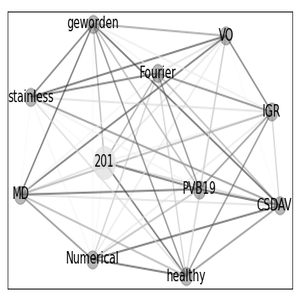 geworden
VO
Fourier
stainless
IGR
201
MD
PVB19
CSDAV
Numerical
healthy